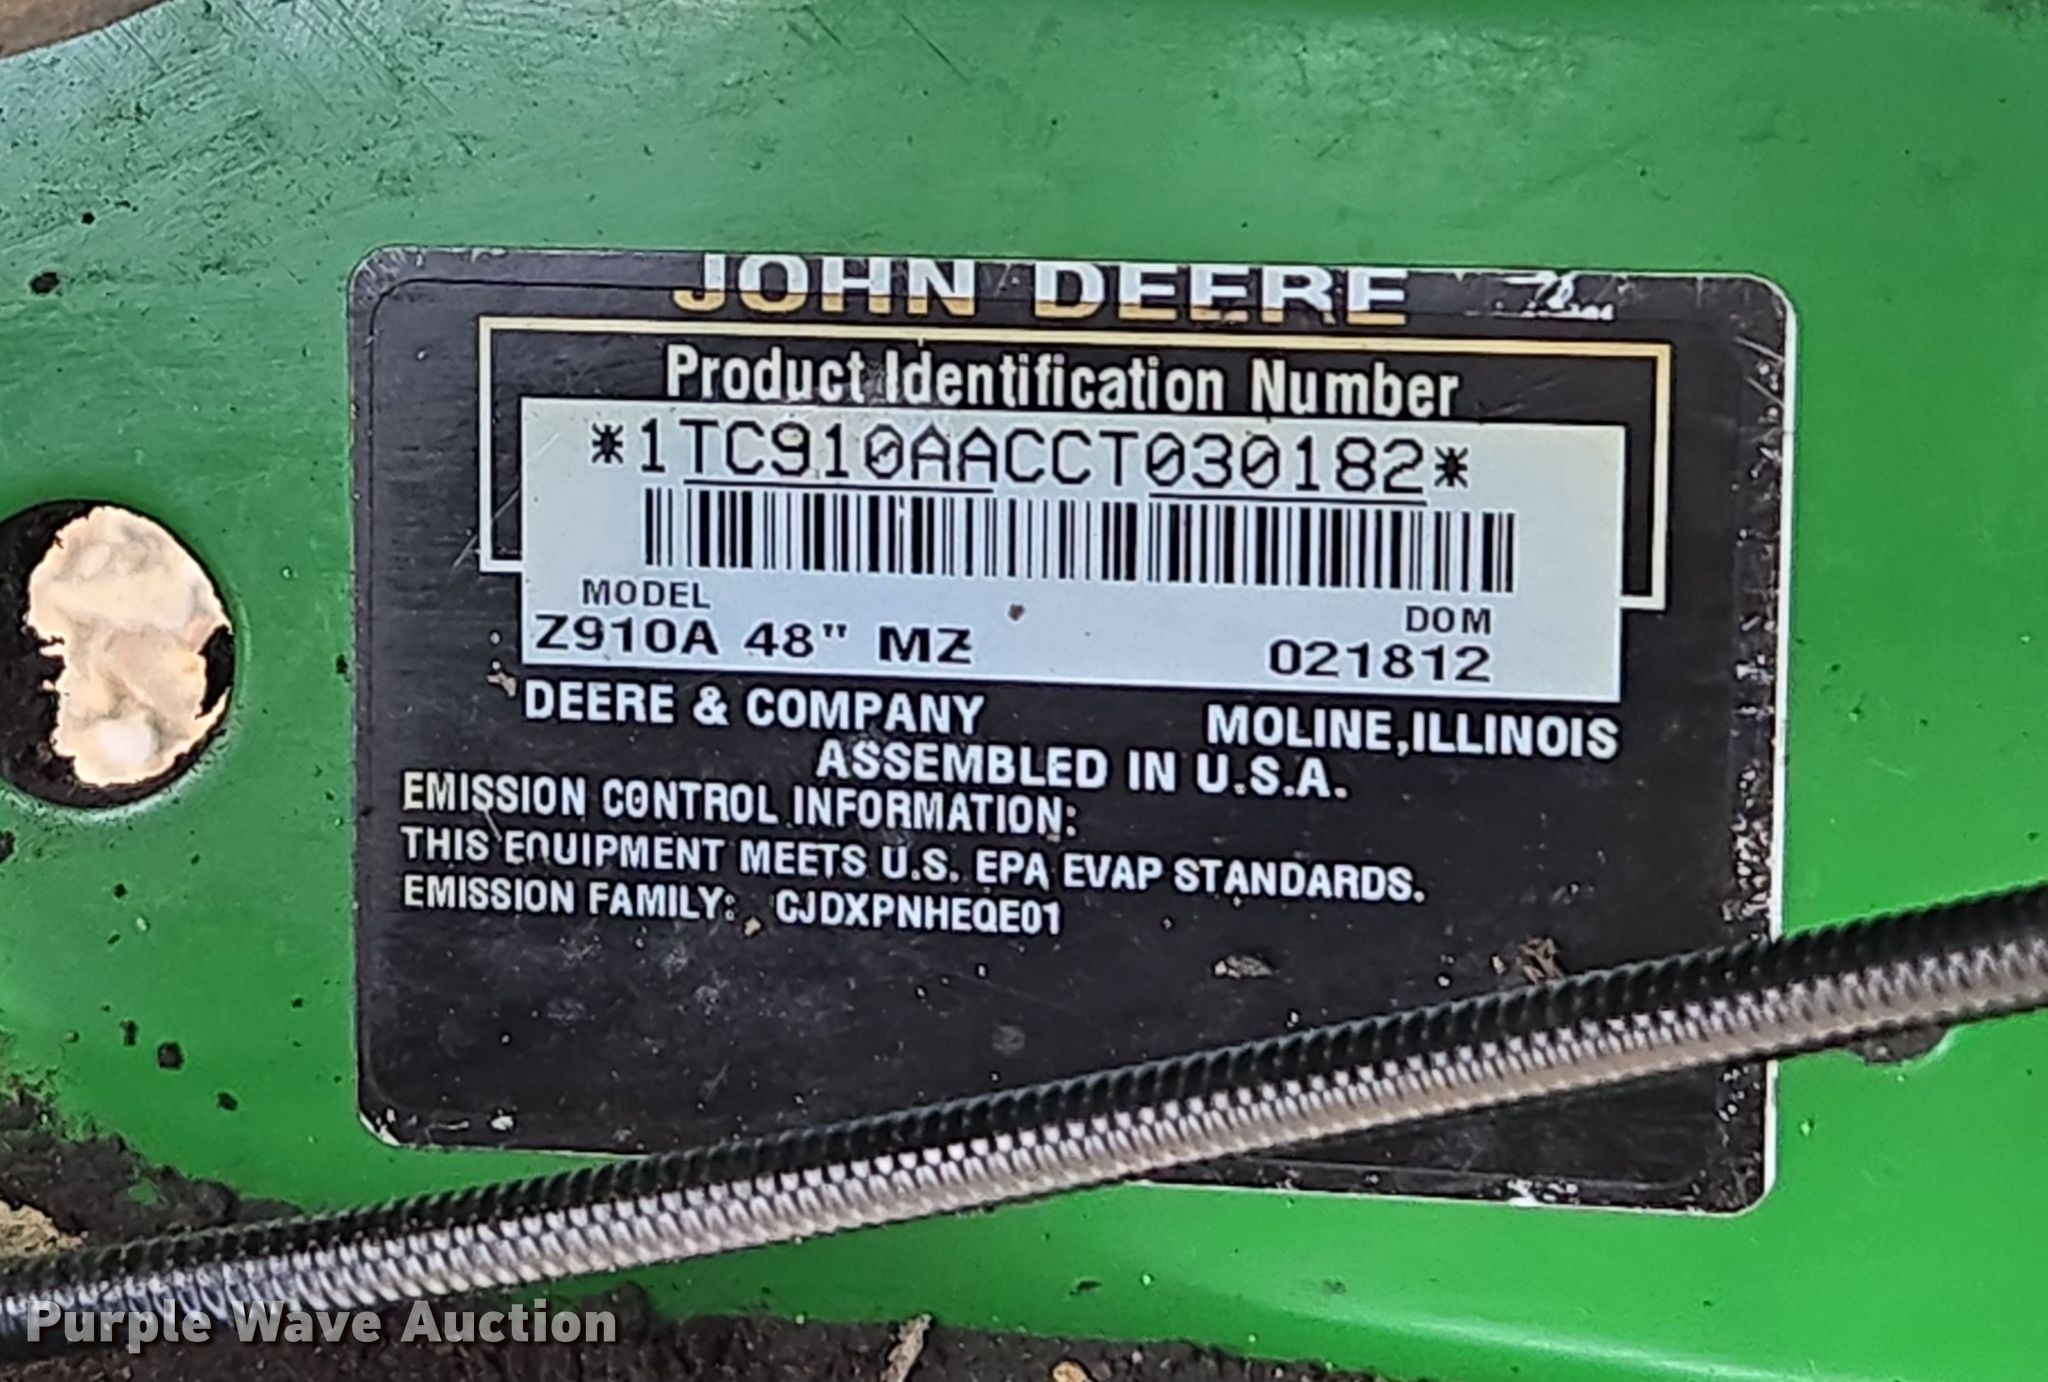 JOHN DEERE
Product Identification Number
*1TC910AACCT030182*
MODEL DOM
Z910A 48" MZ 021812
DEERE & COMPANY MOLINE, ILLINOIS
ASSEMBLED IN U.S.A.
EMISSION CONTROL INFORMATION:
THIS EQUIPMENT MEETS U.S. EPA EVAP STANDARDS.
EMISSION FAMILY: CJDXPNHEQE01
Purple Wave Auction